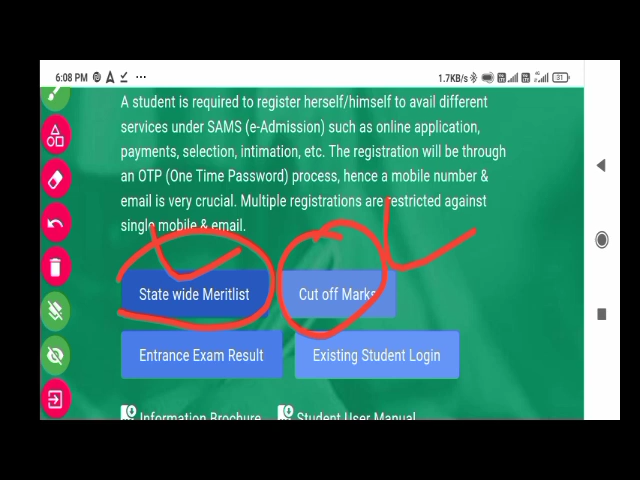 6:08 PM
1.7KB/s
31
A student is required to register herself/himself to avail different
services under SAMS (e-Admission) such as online application,
payments, selection, intimation, etc. The registration will be through
an OTP (One Time Password) process, hence a mobile number &
email is very crucial. Multiple registrations are restricted against
single mobile & email.
State wide Meritlist
Cut off Marks
Entrance Exam Result
Existing Student Login
Information Brochure
Student User Manual